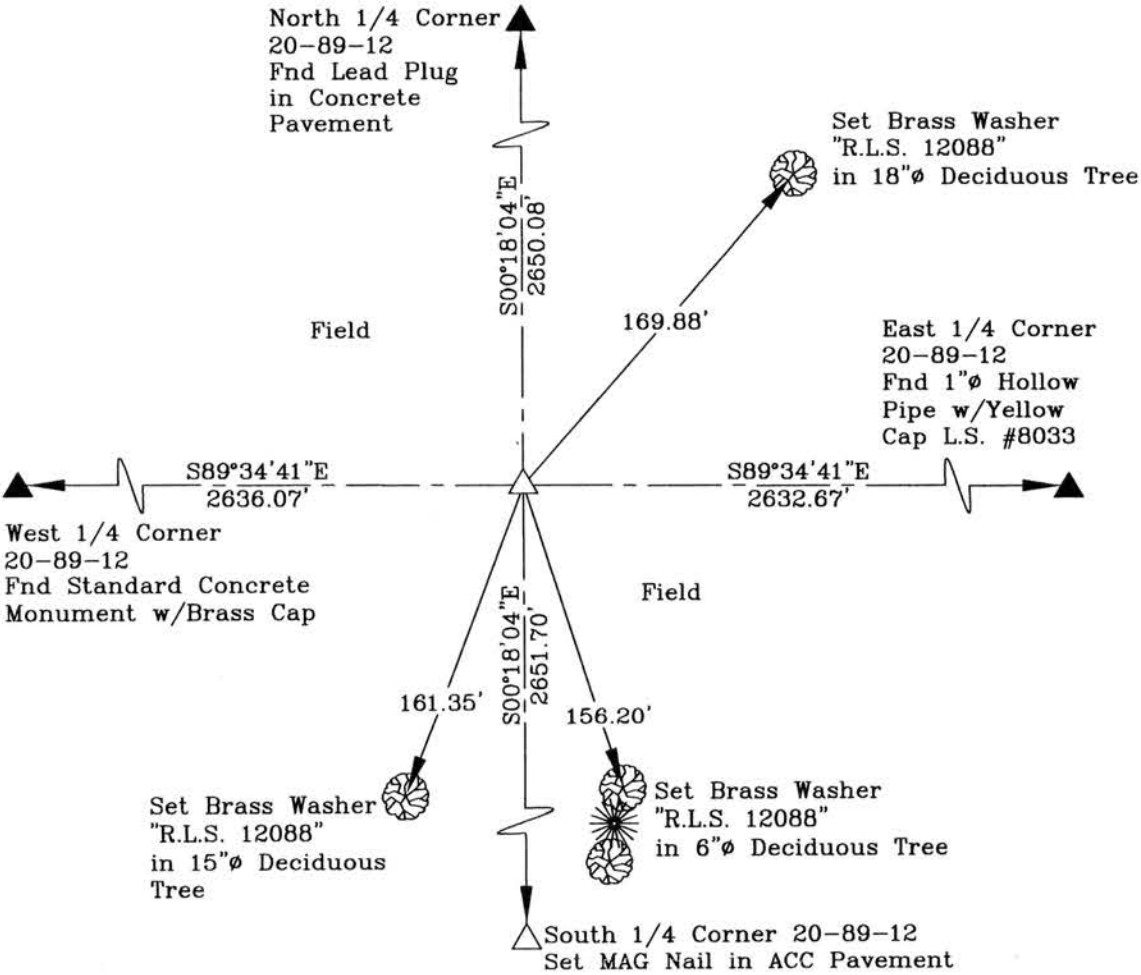 North 1/4 Corner
20-89-12
Fnd Lead Plug
in Concrete
Pavement
Set Brass Washer
"R.L.S. 12088"
in 18"ø Deciduous Tree
S00°18'04"E
2650.08'
169.88'
Field
East 1/4 Corner
20-89-12
Fnd 1"ø Hollow
Pipe w/Yellow
Cap L.S. #8033
S89°34'41"E
2636.07'
S89°34'41"E
2632.67'
West 1/4 Corner
20-89-12
Fnd Standard Concrete
Monument w/Brass Cap
Field
S00°18'04"E
2651.70'
161.35'
156.20'
Set Brass Washer
"R.L.S. 12088"
in 15"ø Deciduous
Tree
Set Brass Washer
"R.L.S. 12088"
in 6"ø Deciduous Tree
South 1/4 Corner 20-89-12
Set MAG Nail in ACC Pavement